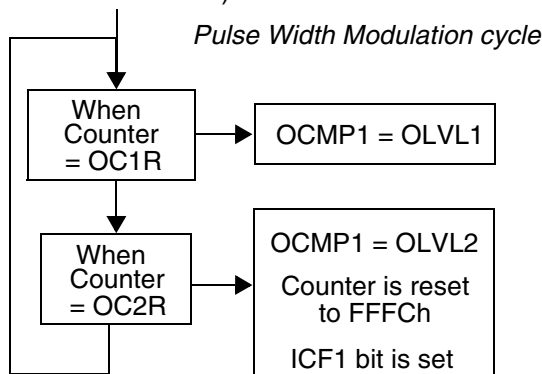 Pulse Width Modulation cycle
When
Counter
= OC1R
OCMP1 = OLVL1
When
Counter
= OC2R
OCMP1 = OLVL2
Counter is reset
to FFFCh
ICF1 bit is set